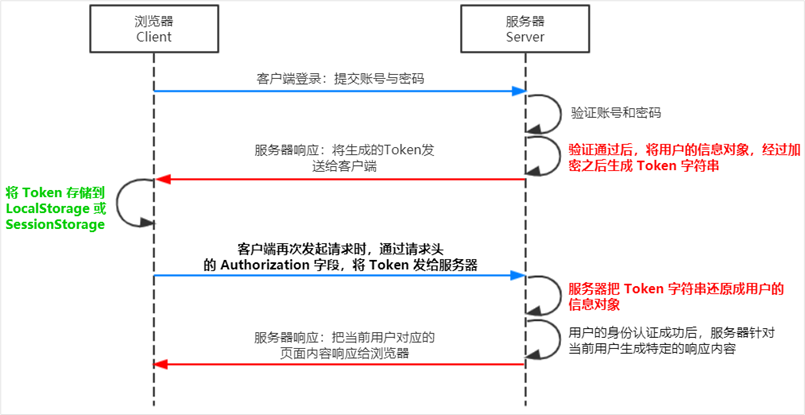 浏览器
Client
服务器
Server
客户端登录：提交账号与密码
验证账号和密码
服务器响应：将生成的Token发
送给客户端
验证通过后，将用户的信息对象，经过加
密之后生成 Token 字符串
将 Token 存储到
LocalStorage 或
SessionStorage
客户端再次发起请求时，通过请求头
的 Authorization 字段，将 Token 发给服务器
服务器把 Token 字符串还原成用户的
信息对象
服务器响应：把当前用户对应的
页面内容响应给浏览器
用户的身份认证成功后，服务器针对
当前用户生成特定的响应内容